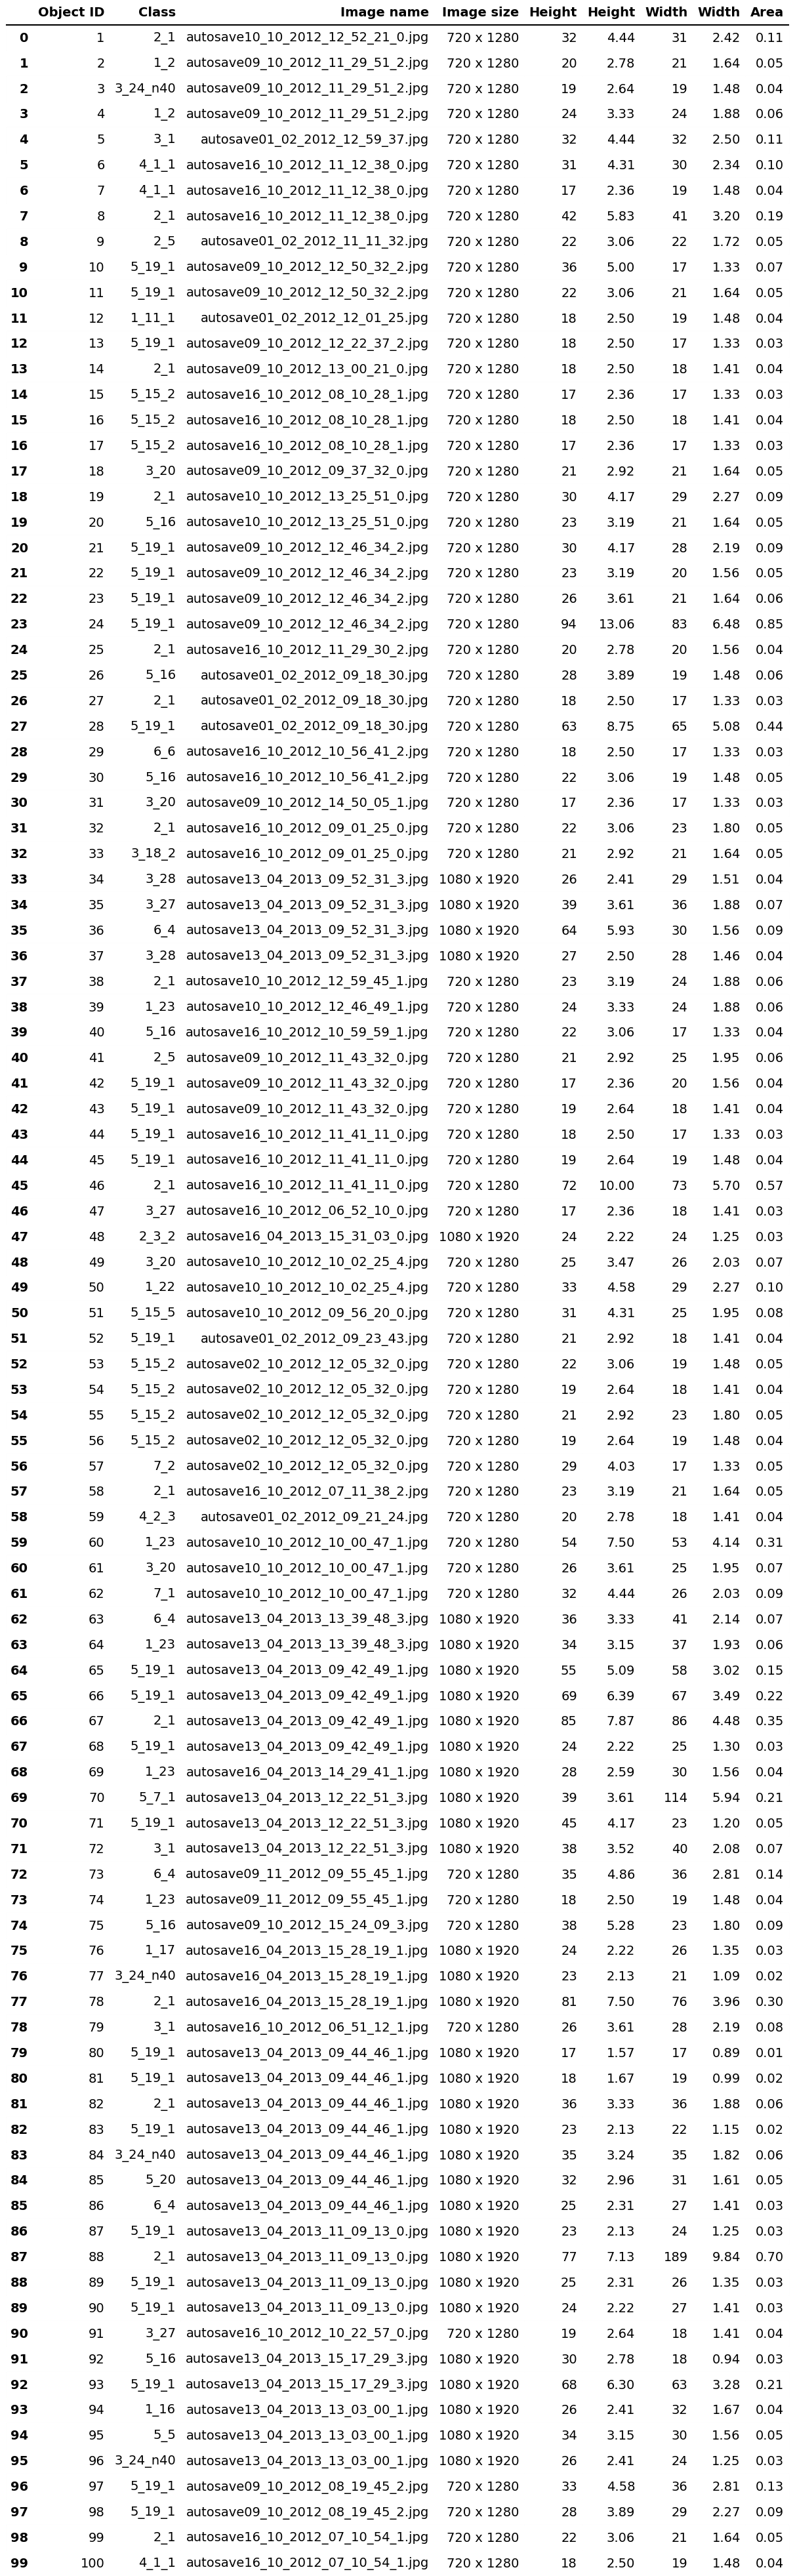 Object ID Class Image name Image size Height Height Width Width Area
0 1 2_1 autosave10_10_2012_12_52_21_0.jpg 720 x 1280 32 4.44 31 2.42 0.11
1 2 1_2 autosave09_10_2012_11_29_51_2.jpg 720 x 1280 20 2.78 21 1.64 0.05
2 3 3_24_n40 autosave09_10_2012_11_29_51_2.jpg 720 x 1280 19 2.64 19 1.48 0.04
3 4 1_2 autosave09_10_2012_11_29_51_2.jpg 720 x 1280 24 3.33 24 1.88 0.06
4 5 3_1 autosave01_02_2012_12_59_37.jpg 720 x 1280 32 4.44 32 2.50 0.11
5 6 4_1_1 autosave16_10_2012_11_12_38_0.jpg 720 x 1280 31 4.31 30 2.34 0.10
6 7 4_1_1 autosave16_10_2012_11_12_38_0.jpg 720 x 1280 17 2.36 19 1.48 0.04
7 8 2_1 autosave16_10_2012_11_12_38_0.jpg 720 x 1280 42 5.83 41 3.20 0.19
8 9 2_5 autosave01_02_2012_11_11_32.jpg 720 x 1280 22 3.06 22 1.72 0.05
9 10 5_19_1 autosave09_10_2012_12_50_32_2.jpg 720 x 1280 36 5.00 17 1.33 0.07
10 11 5_19_1 autosave09_10_2012_12_50_32_2.jpg 720 x 1280 22 3.06 21 1.64 0.05
11 12 1_11_1 autosave01_02_2012_12_01_25.jpg 720 x 1280 18 2.50 19 1.48 0.04
12 13 5_19_1 autosave09_10_2012_12_22_37_2.jpg 720 x 1280 18 2.50 17 1.33 0.03
13 14 2_1 autosave09_10_2012_13_00_21_0.jpg 720 x 1280 18 2.50 18 1.41 0.04
14 15 5_15_2 autosave16_10_2012_08_10_28_1.jpg 720 x 1280 17 2.36 17 1.33 0.03
15 16 5_15_2 autosave16_10_2012_08_10_28_1.jpg 720 x 1280 18 2.50 18 1.41 0.04
16 17 5_15_2 autosave16_10_2012_08_10_28_1.jpg 720 x 1280 17 2.36 17 1.33 0.03
17 18 3_20 autosave09_10_2012_09_37_32_0.jpg 720 x 1280 21 2.92 21 1.64 0.05
18 19 2_1 autosave10_10_2012_13_25_51_0.jpg 720 x 1280 30 4.17 29 2.27 0.09
19 20 5_16 autosave10_10_2012_13_25_51_0.jpg 720 x 1280 23 3.19 21 1.64 0.05
20 21 5_19_1 autosave09_10_2012_12_46_34_2.jpg 720 x 1280 30 4.17 28 2.19 0.09
21 22 5_19_1 autosave09_10_2012_12_46_34_2.jpg 720 x 1280 23 3.19 20 1.56 0.05
22 23 5_19_1 autosave09_10_2012_12_46_34_2.jpg 720 x 1280 26 3.61 21 1.64 0.06
23 24 5_19_1 autosave09_10_2012_12_46_34_2.jpg 720 x 1280 94 13.06 83 6.48 0.85
24 25 2_1 autosave16_10_2012_11_29_30_2.jpg 720 x 1280 20 2.78 20 1.56 0.04
25 26 5_16 autosave01_02_2012_09_18_30.jpg 720 x 1280 28 3.89 19 1.48 0.06
26 27 2_1 autosave01_02_2012_09_18_30.jpg 720 x 1280 18 2.50 17 1.33 0.03
27 28 5_19_1 autosave01_02_2012_09_18_30.jpg 720 x 1280 63 8.75 65 5.08 0.44
28 29 6_6 autosave16_10_2012_10_56_41_2.jpg 720 x 1280 18 2.50 17 1.33 0.03
29 30 5_16 autosave16_10_2012_10_56_41_2.jpg 720 x 1280 22 3.06 19 1.48 0.05
30 31 3_20 autosave09_10_2012_14_50_05_1.jpg 720 x 1280 17 2.36 17 1.33 0.03
31 32 2_1 autosave16_10_2012_09_01_25_0.jpg 720 x 1280 22 3.06 23 1.80 0.05
32 33 3_18_2 autosave16_10_2012_09_01_25_0.jpg 720 x 1280 21 2.92 21 1.64 0.05
33 34 3_28 autosave13_04_2013_09_52_31_3.jpg 1080 x 1920 26 2.41 29 1.51 0.04
34 35 3_27 autosave13_04_2013_09_52_31_3.jpg 1080 x 1920 39 3.61 36 1.88 0.07
35 36 6_4 autosave13_04_2013_09_52_31_3.jpg 1080 x 1920 64 5.93 30 1.56 0.09
36 37 3_28 autosave13_04_2013_09_52_31_3.jpg 1080 x 1920 27 2.50 28 1.46 0.04
37 38 2_1 autosave10_10_2012_12_59_45_1.jpg 720 x 1280 23 3.19 24 1.88 0.06
38 39 1_23 autosave10_10_2012_12_46_49_1.jpg 720 x 1280 24 3.33 24 1.88 0.06
39 40 5_16 autosave16_10_2012_10_59_59_1.jpg 720 x 1280 22 3.06 17 1.33 0.04
40 41 2_5 autosave09_10_2012_11_43_32_0.jpg 720 x 1280 21 2.92 25 1.95 0.06
41 42 5_19_1 autosave09_10_2012_11_43_32_0.jpg 720 x 1280 17 2.36 20 1.56 0.04
42 43 5_19_1 autosave09_10_2012_11_43_32_0.jpg 720 x 1280 19 2.64 18 1.41 0.04
43 44 5_19_1 autosave16_10_2012_11_41_11_0.jpg 720 x 1280 18 2.50 17 1.33 0.03
44 45 5_19_1 autosave16_10_2012_11_41_11_0.jpg 720 x 1280 19 2.64 19 1.48 0.04
45 46 2_1 autosave16_10_2012_11_41_11_0.jpg 720 x 1280 72 10.00 73 5.70 0.57
46 47 3_27 autosave16_10_2012_06_52_10_0.jpg 720 x 1280 17 2.36 18 1.41 0.03
47 48 2_3_2 autosave16_04_2013_15_31_03_0.jpg 1080 x 1920 24 2.22 24 1.25 0.03
48 49 3_20 autosave10_10_2012_10_02_25_4.jpg 720 x 1280 25 3.47 26 2.03 0.07
49 50 1_22 autosave10_10_2012_10_02_25_4.jpg 720 x 1280 33 4.58 29 2.27 0.10
50 51 5_15_5 autosave10_10_2012_09_56_20_0.jpg 720 x 1280 31 4.31 25 1.95 0.08
51 52 5_19_1 autosave01_02_2012_09_23_43.jpg 720 x 1280 21 2.92 18 1.41 0.04
52 53 5_15_2 autosave02_10_2012_12_05_32_0.jpg 720 x 1280 22 3.06 19 1.48 0.05
53 54 5_15_2 autosave02_10_2012_12_05_32_0.jpg 720 x 1280 19 2.64 18 1.41 0.04
54 55 5_15_2 autosave02_10_2012_12_05_32_0.jpg 720 x 1280 21 2.92 23 1.80 0.05
55 56 5_15_2 autosave02_10_2012_12_05_32_0.jpg 720 x 1280 19 2.64 19 1.48 0.04
56 57 7_2 autosave02_10_2012_12_05_32_0.jpg 720 x 1280 29 4.03 17 1.33 0.05
57 58 2_1 autosave16_10_2012_07_11_38_2.jpg 720 x 1280 23 3.19 21 1.64 0.05
58 59 4_2_3 autosave01_02_2012_09_21_24.jpg 720 x 1280 20 2.78 18 1.41 0.04
59 60 1_23 autosave10_10_2012_10_00_47_1.jpg 720 x 1280 54 7.50 53 4.14 0.31
60 61 3_20 autosave10_10_2012_10_00_47_1.jpg 720 x 1280 26 3.61 25 1.95 0.07
61 62 7_1 autosave10_10_2012_10_00_47_1.jpg 720 x 1280 32 4.44 26 2.03 0.09
62 63 6_4 autosave13_04_2013_13_39_48_3.jpg 1080 x 1920 36 3.33 41 2.14 0.07
63 64 1_23 autosave13_04_2013_13_39_48_3.jpg 1080 x 1920 34 3.15 37 1.93 0.06
64 65 5_19_1 autosave13_04_2013_09_42_49_1.jpg 1080 x 1920 55 5.09 58 3.02 0.15
65 66 5_19_1 autosave13_04_2013_09_42_49_1.jpg 1080 x 1920 69 6.39 67 3.49 0.22
66 67 2_1 autosave13_04_2013_09_42_49_1.jpg 1080 x 1920 85 7.87 86 4.48 0.35
67 68 5_19_1 autosave13_04_2013_09_42_49_1.jpg 1080 x 1920 24 2.22 25 1.30 0.03
68 69 1_23 autosave16_04_2013_14_29_41_1.jpg 1080 x 1920 28 2.59 30 1.56 0.04
69 70 5_7_1 autosave13_04_2013_12_22_51_3.jpg 1080 x 1920 39 3.61 114 5.94 0.21
70 71 5_19_1 autosave13_04_2013_12_22_51_3.jpg 1080 x 1920 45 4.17 23 1.20 0.05
71 72 3_1 autosave13_04_2013_12_22_51_3.jpg 1080 x 1920 38 3.52 40 2.08 0.07
72 73 6_4 autosave09_11_2012_09_55_45_1.jpg 720 x 1280 35 4.86 36 2.81 0.14
73 74 1_23 autosave09_11_2012_09_55_45_1.jpg 720 x 1280 18 2.50 19 1.48 0.04
74 75 5_16 autosave09_10_2012_15_24_09_3.jpg 720 x 1280 38 5.28 23 1.80 0.09
75 76 1_17 autosave16_04_2013_15_28_19_1.jpg 1080 x 1920 24 2.22 26 1.35 0.03
76 77 3_24_n40 autosave16_04_2013_15_28_19_1.jpg 1080 x 1920 23 2.13 21 1.09 0.02
77 78 2_1 autosave16_04_2013_15_28_19_1.jpg 1080 x 1920 81 7.50 76 3.96 0.30
78 79 3_1 autosave16_10_2012_06_51_12_1.jpg 720 x 1280 26 3.61 28 2.19 0.08
79 80 5_19_1 autosave13_04_2013_09_44_46_1.jpg 1080 x 1920 17 1.57 17 0.89 0.01
80 81 5_19_1 autosave13_04_2013_09_44_46_1.jpg 1080 x 1920 18 1.67 19 0.99 0.02
81 82 2_1 autosave13_04_2013_09_44_46_1.jpg 1080 x 1920 36 3.33 36 1.88 0.06
82 83 5_19_1 autosave13_04_2013_09_44_46_1.jpg 1080 x 1920 23 2.13 22 1.15 0.02
83 84 3_24_n40 autosave13_04_2013_09_44_46_1.jpg 1080 x 1920 35 3.24 35 1.82 0.06
84 85 5_20 autosave13_04_2013_09_44_46_1.jpg 1080 x 1920 32 2.96 31 1.61 0.05
85 86 6_4 autosave13_04_2013_09_44_46_1.jpg 1080 x 1920 25 2.31 27 1.41 0.03
86 87 5_19_1 autosave13_04_2013_11_09_13_0.jpg 1080 x 1920 23 2.13 24 1.25 0.03
87 88 2_1 autosave13_04_2013_11_09_13_0.jpg 1080 x 1920 77 7.13 189 9.84 0.70
88 89 5_19_1 autosave13_04_2013_11_09_13_0.jpg 1080 x 1920 25 2.31 26 1.35 0.03
89 90 5_19_1 autosave13_04_2013_11_09_13_0.jpg 1080 x 1920 24 2.22 27 1.41 0.03
90 91 3_27 autosave16_10_2012_10_22_57_0.jpg 720 x 1280 19 2.64 18 1.41 0.04
91 92 5_16 autosave13_04_2013_15_17_29_3.jpg 1080 x 1920 30 2.78 18 0.94 0.03
92 93 5_19_1 autosave13_04_2013_15_17_29_3.jpg 1080 x 1920 68 6.30 63 3.28 0.21
93 94 1_16 autosave13_04_2013_13_03_00_1.jpg 1080 x 1920 26 2.41 32 1.67 0.04
94 95 5_5 autosave13_04_2013_13_03_00_1.jpg 1080 x 1920 34 3.15 30 1.56 0.05
95 96 3_24_n40 autosave13_04_2013_13_03_00_1.jpg 1080 x 1920 26 2.41 24 1.25 0.03
96 97 5_19_1 autosave09_10_2012_08_19_45_2.jpg 720 x 1280 33 4.58 36 2.81 0.13
97 98 5_19_1 autosave09_10_2012_08_19_45_2.jpg 720 x 1280 28 3.89 29 2.27 0.09
98 99 2_1 autosave16_10_2012_07_10_54_1.jpg 720 x 1280 22 3.06 21 1.64 0.05
99 100 4_1_1 autosave16_10_2012_07_10_54_1.jpg 720 x 1280 18 2.50 19 1.48 0.04